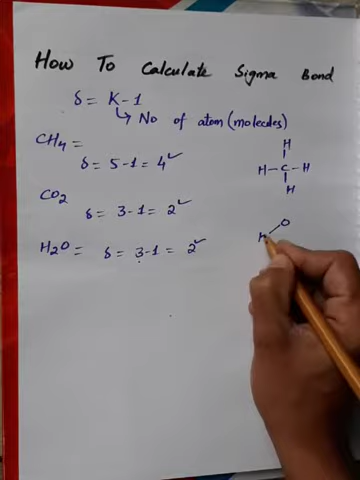 How To Calculate Sigma Bond
δ = K-1
↳ No of atom (molecules)
CH4 =
δ = 5-1 = 4✓
H
H-C-H
H
CO2
δ = 3-1 = 2✓
H2O = δ = 3-1 = 2✓
O
H